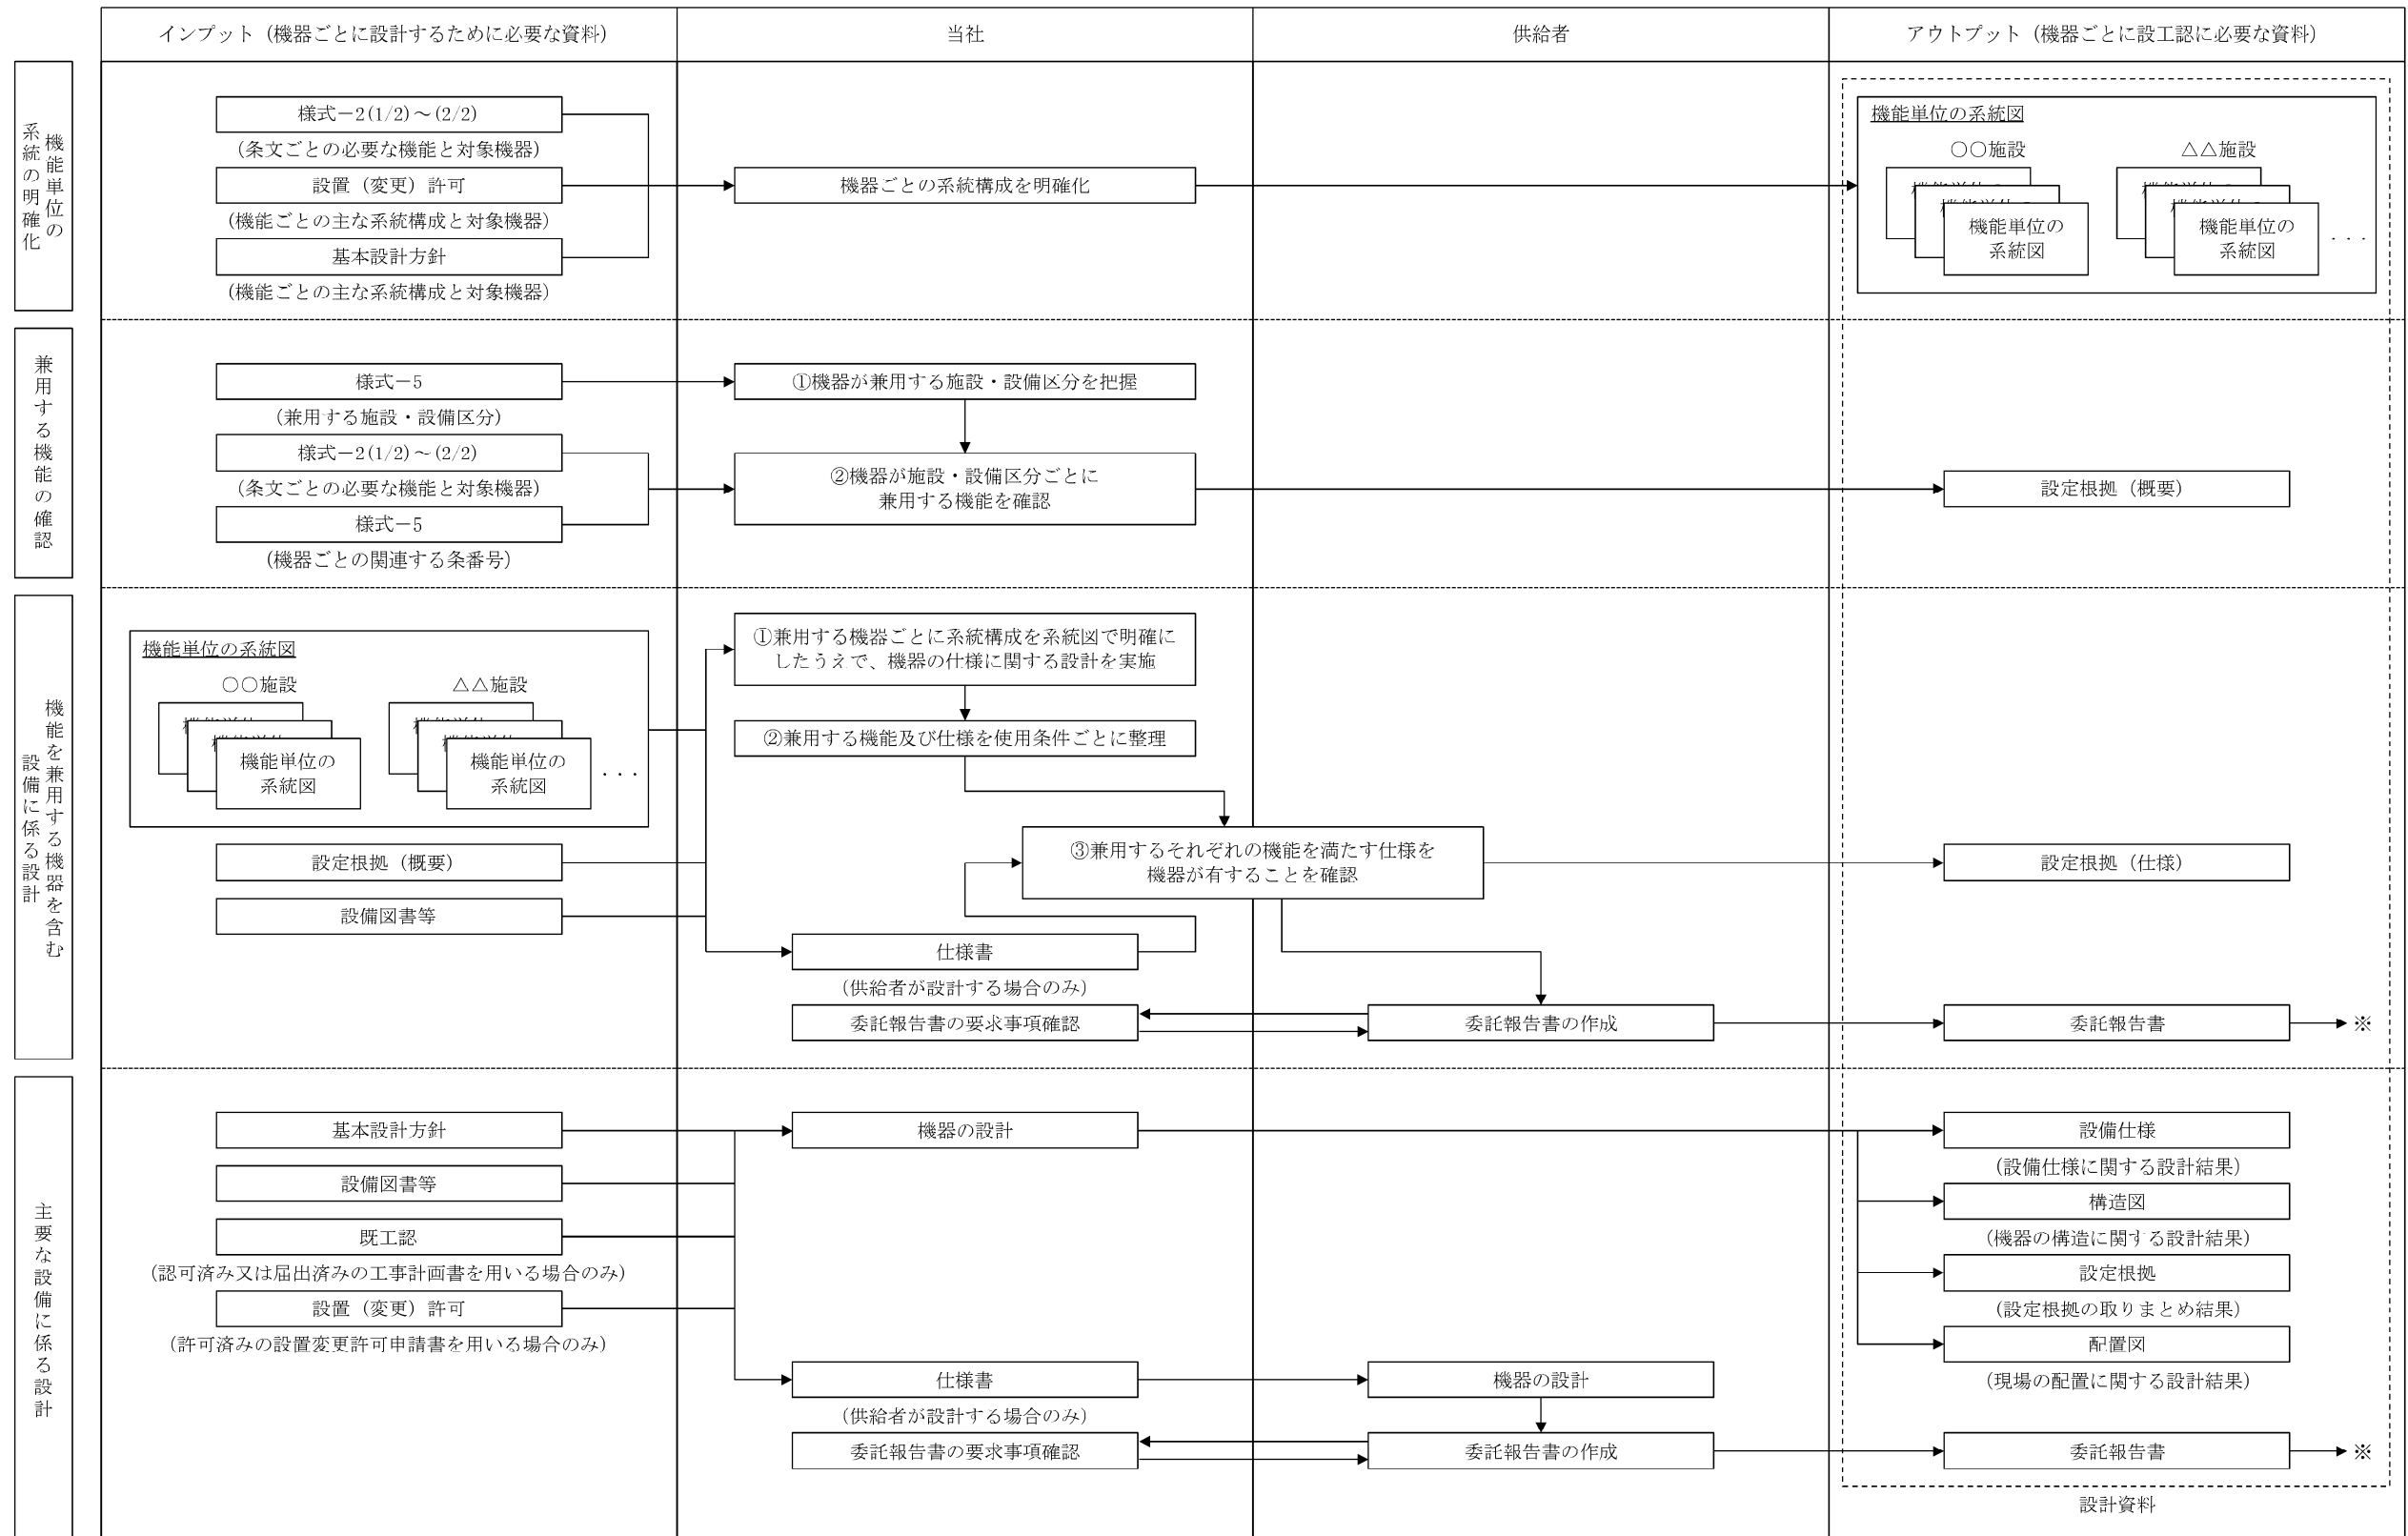 インプット（機器ごとに設計するために必要な資料）
当社
供給者
アウトプット（機器ごとに設工認に必要な資料）
機能単位の
系統の明確化
様式－2(1/2)～(2/2)
（条文ごとの必要な機能と対象機器）
設置（変更）許可
（機能ごとの主な系統構成と対象機器）
基本設計方針
（機能ごとの主な系統構成と対象機器）
機器ごとの系統構成を明確化
機能単位の系統図
〇〇施設
△△施設
機能単位の
系統図
機能単位の
系統図
・・・
兼用する機能の確認
様式－5
（兼用する施設・設備区分）
様式－2(1/2)～(2/2)
（条文ごとの必要な機能と対象機器）
様式－5
（機器ごとの関連する条番号）
①機器が兼用する施設・設備区分を把握
②機器が施設・設備区分ごとに
兼用する機能を確認
設定根拠（概要）
機能を兼用する機器を含む
設備に係る設計
機能単位の系統図
〇〇施設
△△施設
機能単位の
系統図
機能単位の
系統図
・・・
設定根拠（概要）
設備図書等
①兼用する機器ごとに系統構成を系統図で明確に
したうえで、機器の仕様に関する設計を実施
②兼用する機能及び仕様を使用条件ごとに整理
③兼用するそれぞれの機能を満たす仕様を
機器が有することを確認
設定根拠（仕様）
仕様書
（供給者が設計する場合のみ）
委託報告書の要求事項確認
委託報告書の作成
委託報告書
※
主要な設備に係る設計
基本設計方針
設備図書等
既工認
（認可済み又は届出済みの工事計画書を用いる場合のみ）
設置（変更）許可
（許可済みの設置変更許可申請書を用いる場合のみ）
機器の設計
設備仕様
（設備仕様に関する設計結果）
構造図
（機器の構造に関する設計結果）
設定根拠
（設定根拠の取りまとめ結果）
配置図
（現場の配置に関する設計結果）
仕様書
（供給者が設計する場合のみ）
機器の設計
委託報告書の要求事項確認
委託報告書の作成
委託報告書
※
設計資料